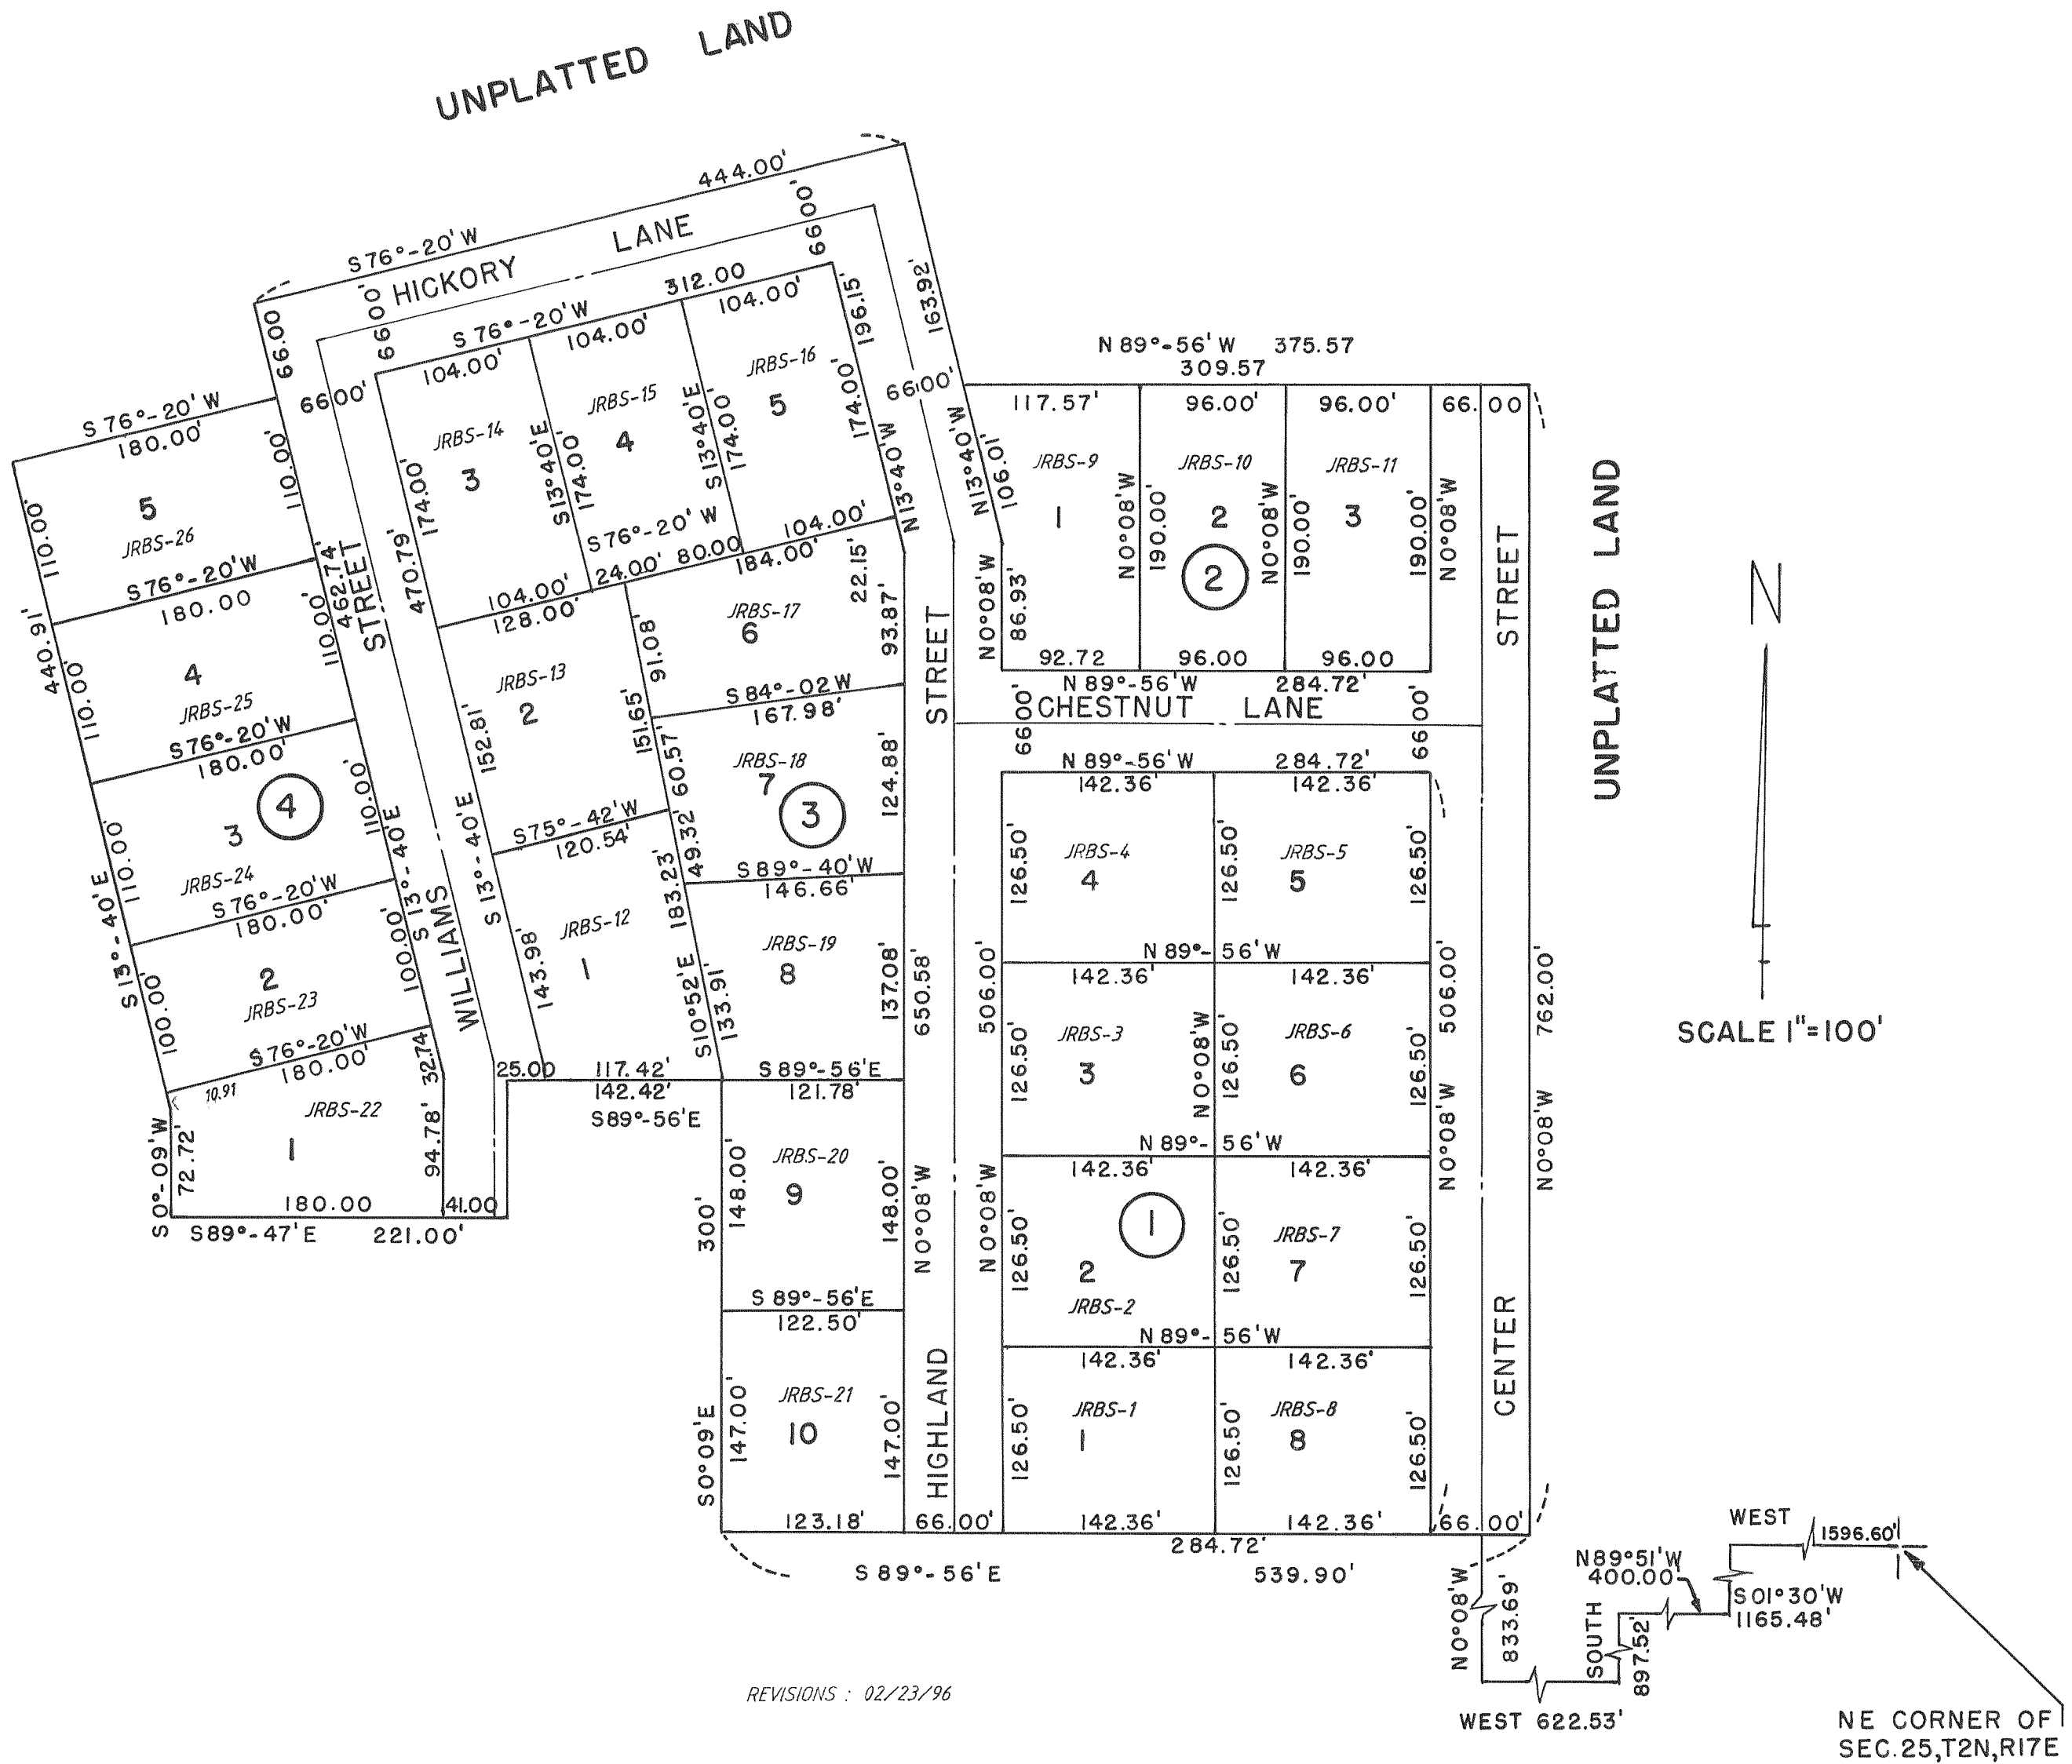 UNPLATTED LAND
444.00'
S 76°-20' W
HICKORY LANE
66.00'
66.00
66.00'
66.00'
312.00
S 76°-20' W
104.00'
104.00'
104.00'
196.15'
163.92'
174.00'
66.00'
N13°40'W
N13°40'W
106.01'
JRBS-14
3
174.00'
S13°40'E
174.00'
JRBS-15
4
S13°40'E
174.00'
JRBS-16
5
S76°-20' W
104.00'
104.00'
128.00'
24.00'
80.00
184.00'
22.15'
93.87'
S 76°-20' W
180.00'
110.00'
110.00'
5
JRBS-26
S76°-20'W
180.00
462.74'
STREET
470.79'
110.00'
440.91'
110.00'
4
JRBS-25
S76°-20'W
180.00'
110.00'
110.00'
4
3
JRBS-24
S13°-40'E
S13°-40'E
S76°-20'W
180.00'
100.00'
100.00'
2
JRBS-23
S76°-20'W
180.00'
32.74'
WILLIAMS
10.91
JRBS-22
1
S0°-09'W
72.72'
94.78'
180.00
41.00
S89°-47'E 221.00'
JRBS-13
2
152.81'
S13°-40'E
S75°-42'W
120.54'
JRBS-12
1
143.98'
25.00
117.42'
142.42'
S89°-56'E
JRBS-17
6
91.08'
S 84°-02 W
167.98'
151.65'
60.57'
JRBS-18
7
3
124.88'
49.32'
S 89°-40'W
146.66'
183.23'
JRBS-19
8
137.08'
S10°52'E
133.91'
S 89°-56'E
121.78'
JRBS-20
9
148.00'
148.00'
300'
S 89°-56'E
122.50'
JRBS-21
10
147.00'
147.00'
S0°09'E
123.18'
66.00'
S 89°-56'E 539.90'
STREET
650.58'
N0°08'W
HIGHLAND
N 89°-56' W 375.57
309.57
117.57'
96.00'
96.00'
66.00
JRBS-9
1
JRBS-10
2
2
JRBS-11
3
N0°08'W
190.00'
N0°08'W
190.00'
190.00'
N0°08'W
N0°08'W
86.93'
92.72
96.00
96.00
N 89°-56'W 284.72'
66.00'
CHESTNUT LANE
66.00'
N 89°-56'W 284.72'
142.36'
142.36'
JRBS-4
4
126.50'
126.50'
JRBS-5
5
126.50'
N 89°-56'W
142.36'
142.36'
506.00'
506.00'
JRBS-3
3
126.50'
N0°08'W
126.50'
JRBS-6
6
126.50'
N 89°-56'W
142.36'
142.36'
N0°08'W
N0°08'W
1
2
JRBS-2
126.50'
126.50'
JRBS-7
7
126.50'
N 89°-56'W
142.36'
142.36'
JRBS-1
1
126.50'
126.50'
JRBS-8
8
126.50'
142.36'
142.36'
66.00'
284.72'
STREET
CENTER
762.00'
N0°08'W
UNPLATTED LAND
N
SCALE 1"=100'
WEST
1596.60'
N89°51'W
400.00'
S01°30'W
1165.48'
SOUTH
897.52'
N0°08'W
833.69'
WEST 622.53'
NE CORNER OF
SEC.25,T2N,R17E
REVISIONS : 02/23/96